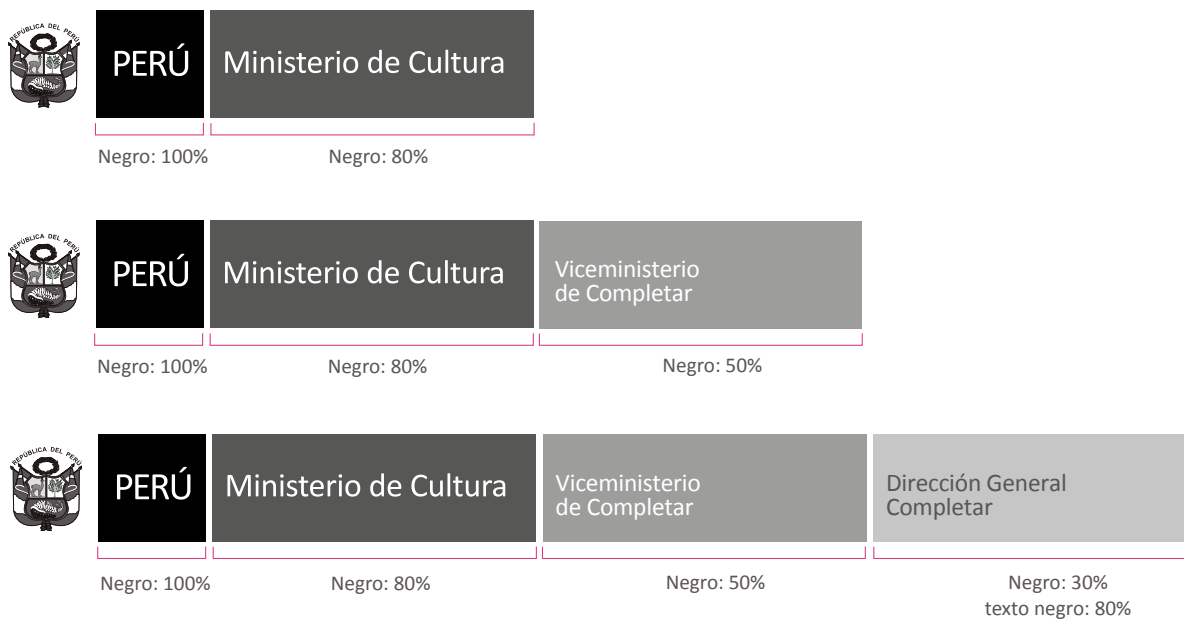 REPÚBLICA DEL PERÚ
PERÚ
Ministerio de Cultura
Negro: 100%
Negro: 80%
REPÚBLICA DEL PERÚ
PERÚ
Ministerio de Cultura
Viceministerio
de Completar
Negro: 100%
Negro: 80%
Negro: 50%
REPÚBLICA DEL PERÚ
PERÚ
Ministerio de Cultura
Viceministerio
de Completar
Dirección General
Completar
Negro: 100%
Negro: 80%
Negro: 50%
Negro: 30%
texto negro: 80%